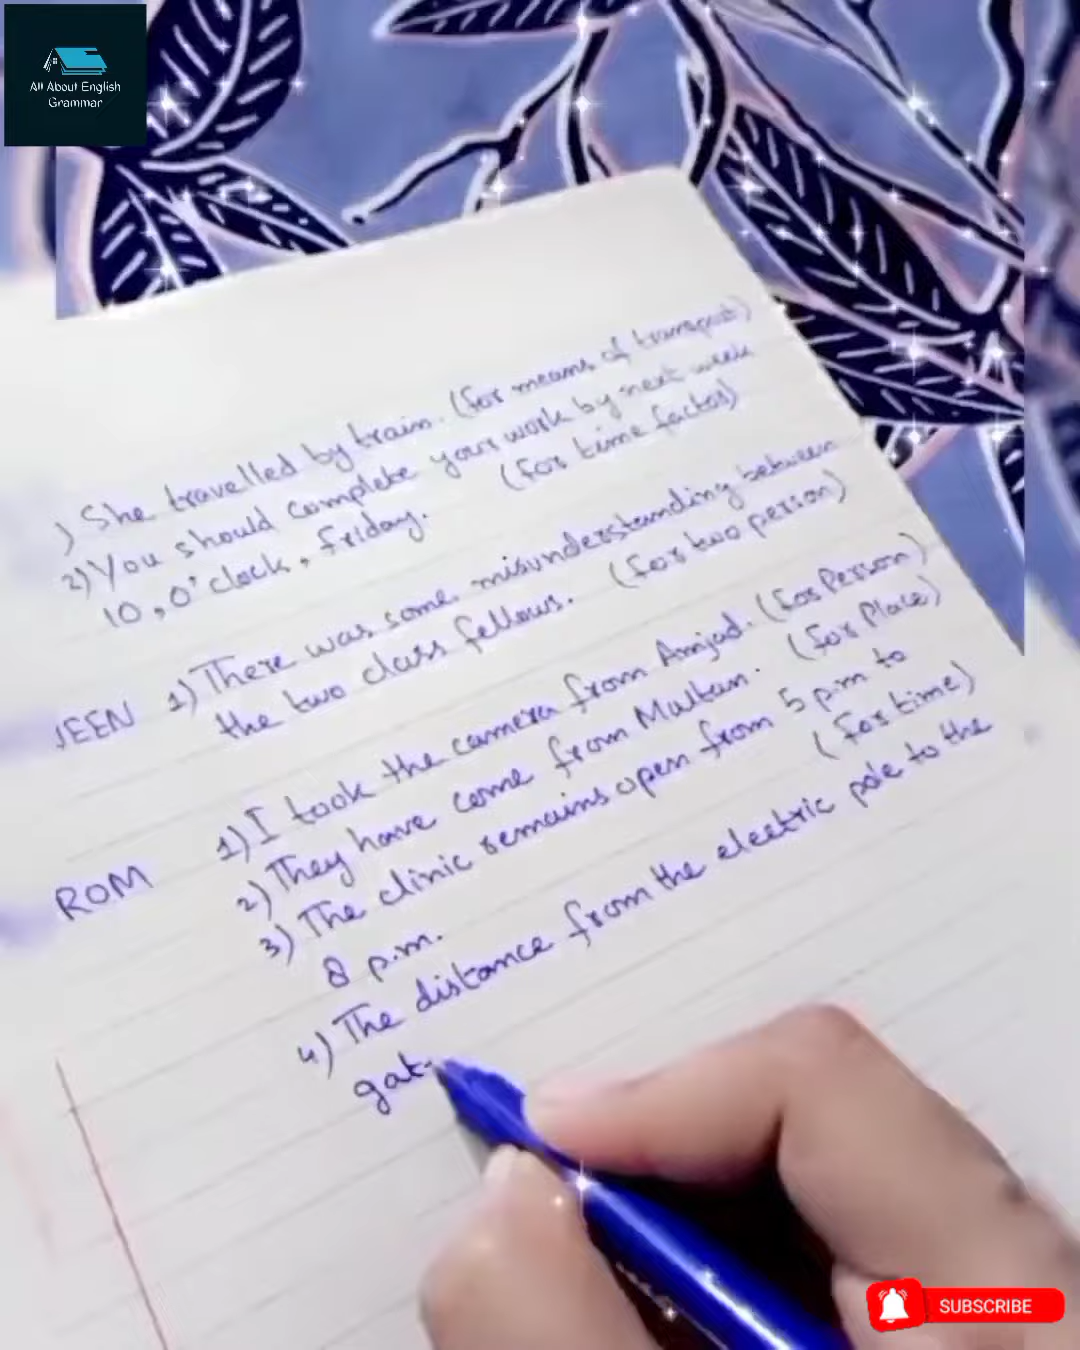 All About English
Grammar
) She travelled by train. (for means of transport)
2) You should complete your work by next week
10, O'clock, Friday. (for time factor)
EEN 1) There was some misunderstanding between
the two class fellows. (for two person)
ROM 1) I took the camera from Amjad. (for Person)
2) They have come from Multan. (for Place)
3) The clinic remains open from 5 p.m to
8 p.m. (for time)
4) The distance from the electric pole to the
gat
SUBSCRIBE